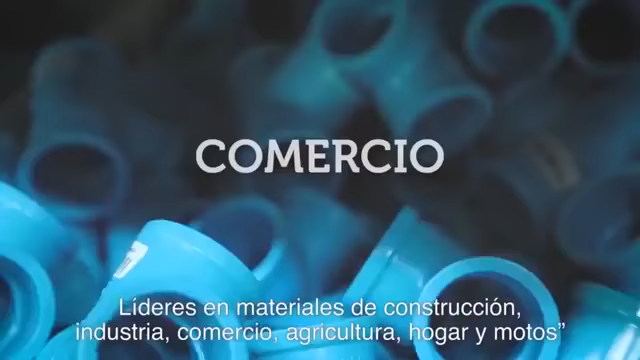 COMERCIO
Líderes en materiales de construcción,
industria, comercio, agricultura, hogar y motos”